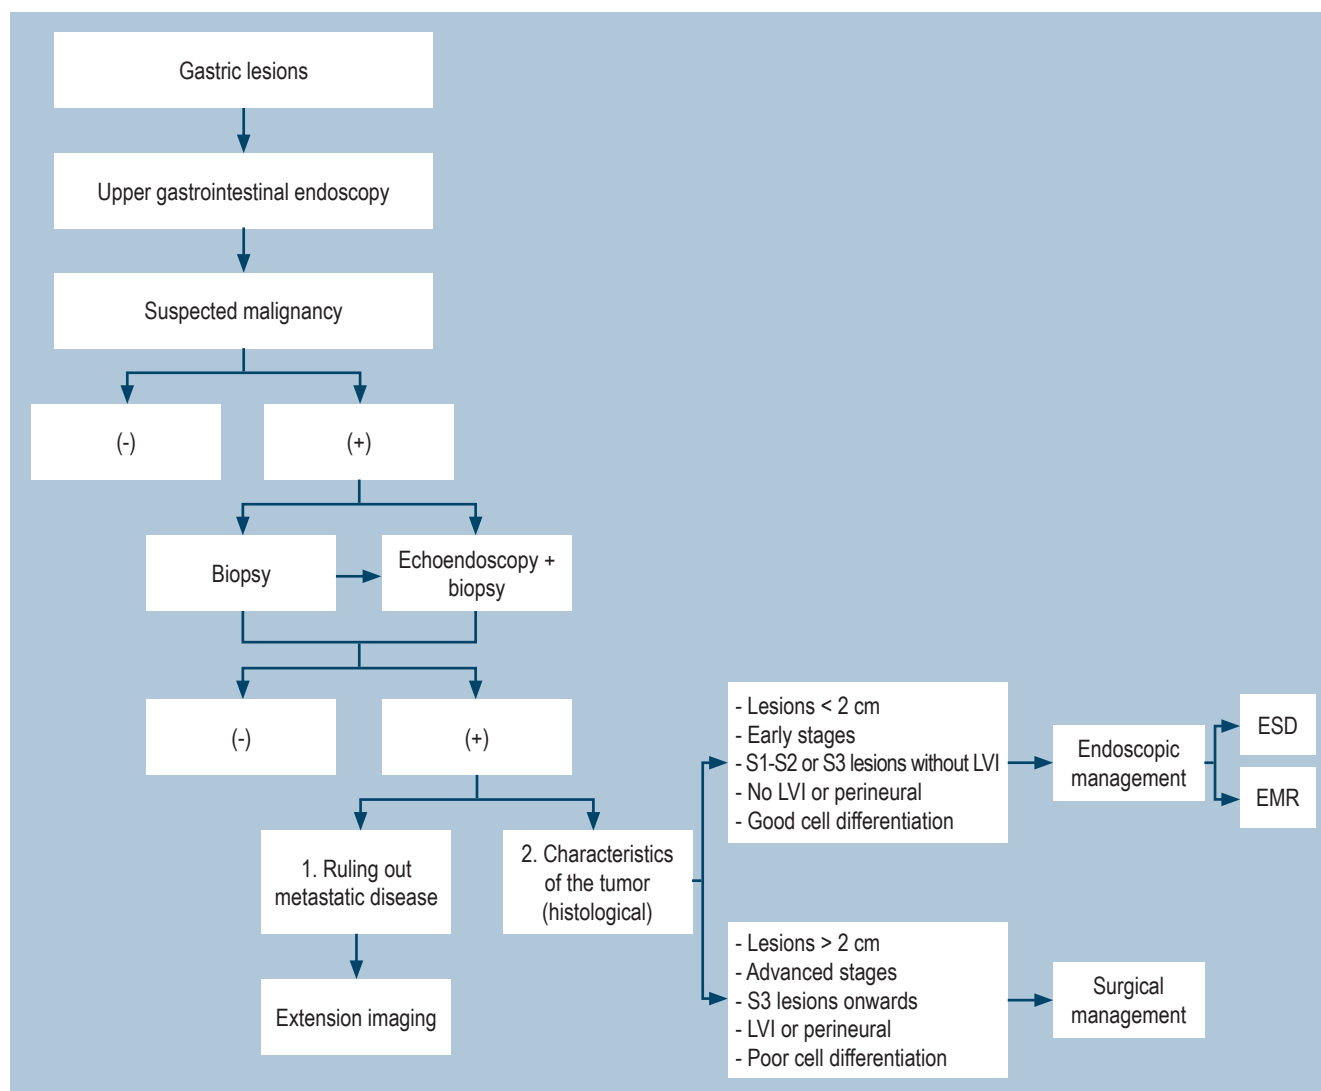 Gastric lesions
Upper gastrointestinal endoscopy
Suspected malignancy
(-)
(+)
Biopsy
Echoendoscopy +
biopsy
(-)
(+)
1. Ruling out
metastatic disease
Extension imaging
2. Characteristics
of the tumor
(histological)
- Lesions < 2 cm
- Early stages
- S1-S2 or S3 lesions without LVI
- No LVI or perineural
- Good cell differentiation
Endoscopic
management
ESD
EMR
- Lesions > 2 cm
- Advanced stages
- S3 lesions onwards
- LVI or perineural
- Poor cell differentiation
Surgical
management